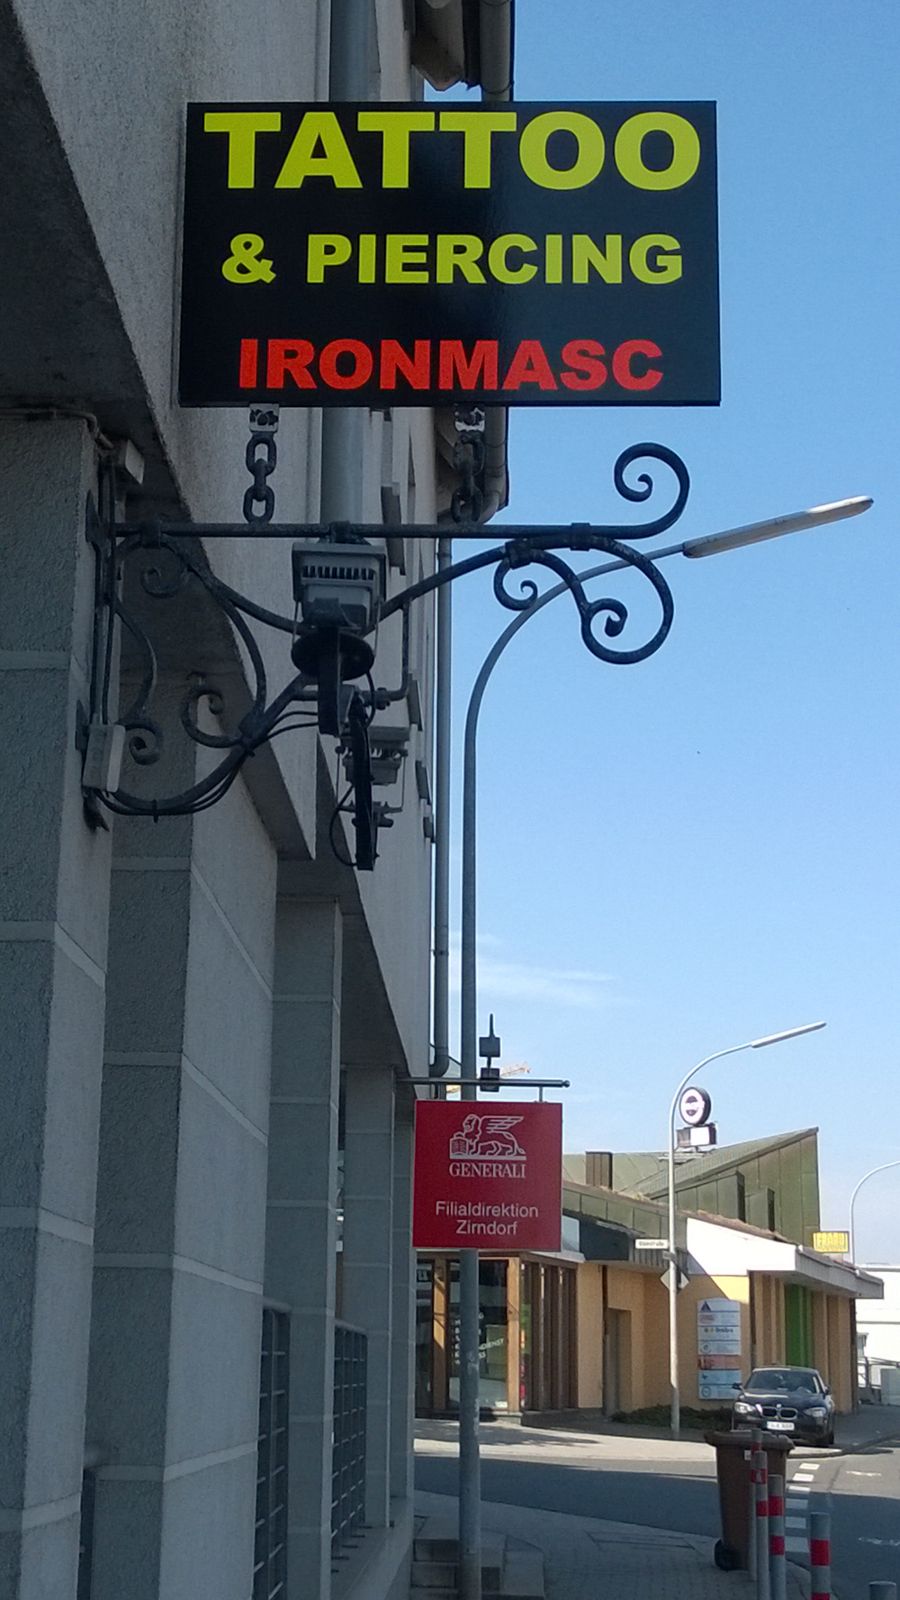 TATTOO
& PIERCING
IRONMASC
GENERALI
Filialdirektion
Zirndorf